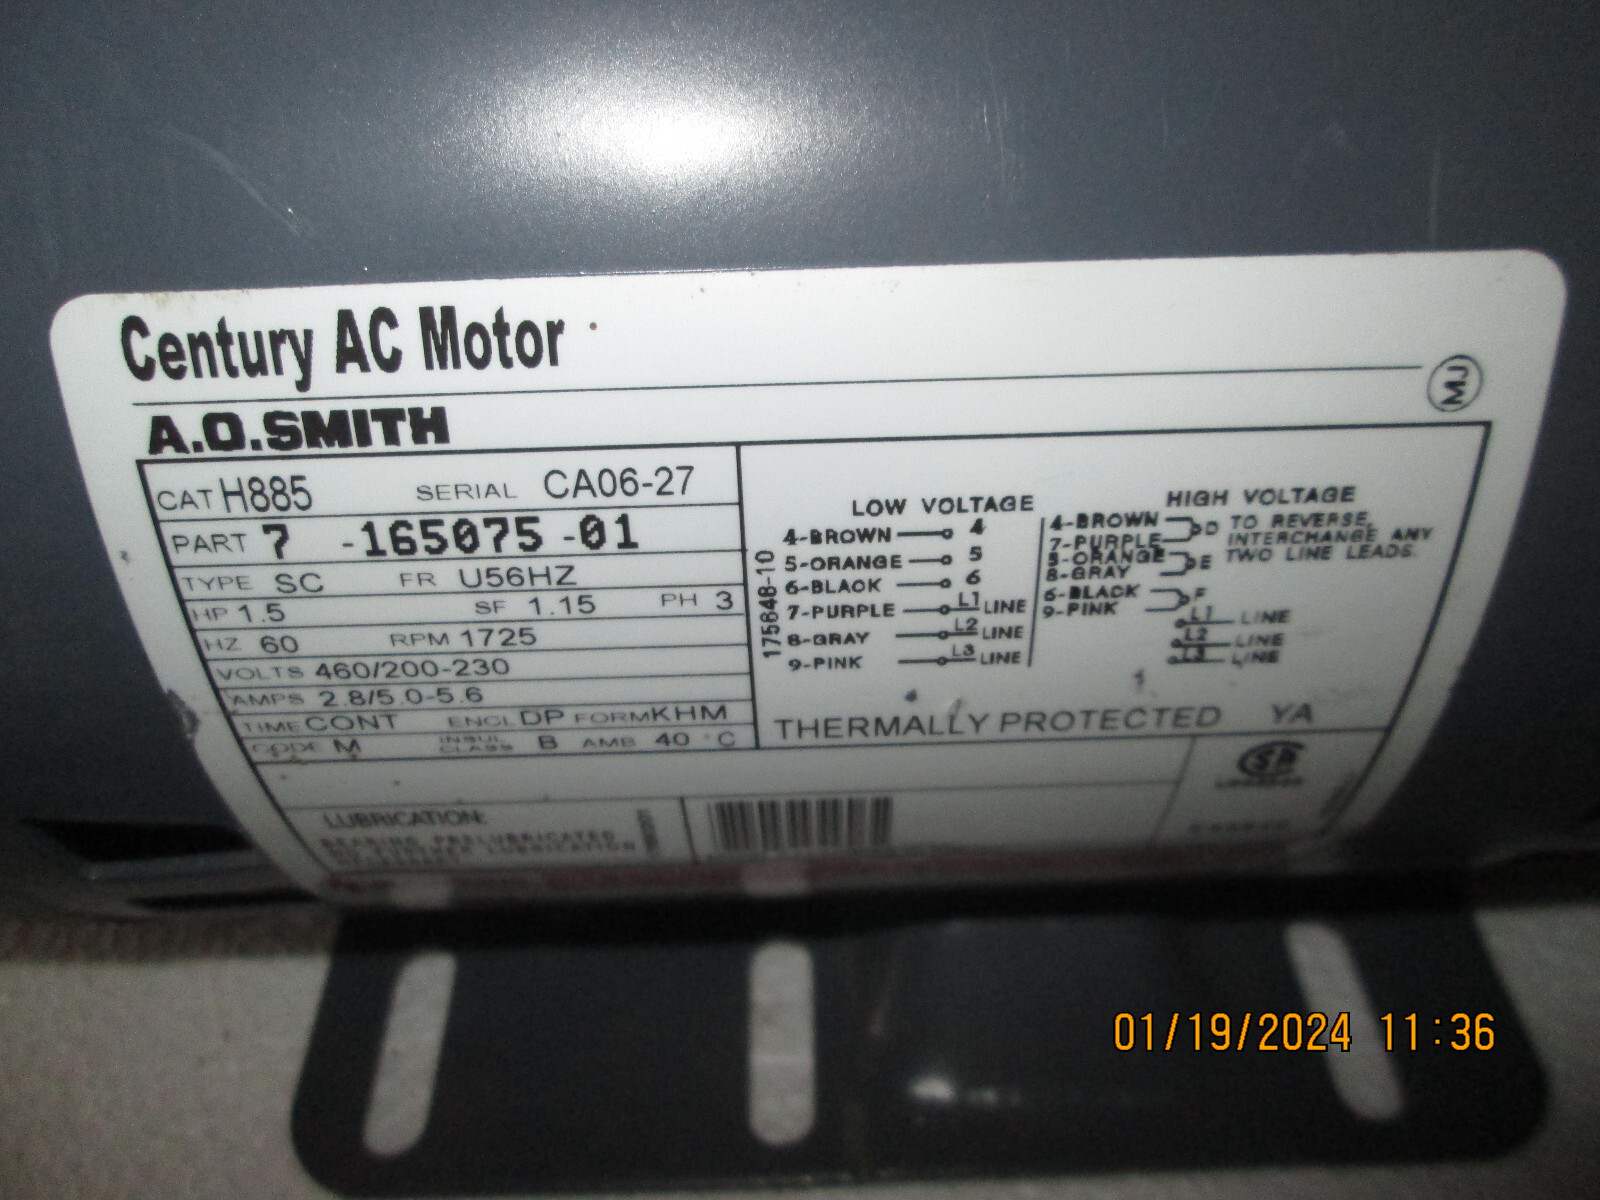 Century AC Motor
MJ
A.O.SMITH
CAT H885 SERIAL CA06-27
PART 7 -165075-01
TYPE SC FR U56HZ
HP 1.5 SF 1.15 PH 3
HZ 60 RPM 1725
VOLTS 460/200-230
AMPS 2.8/5.0-5.6
TIME CONT ENCL DP FORM KHM
CODE M INSUL CLASS B AMB 40 °C
175848-10
LOW VOLTAGE
4-BROWN 4
5-ORANGE 5
6-BLACK 6
7-PURPLE L1 LINE
8-GRAY L2 LINE
9-PINK L3 LINE
HIGH VOLTAGE
4-BROWN
7-PURPLE D
5-ORANGE
8-GRAY E
6-BLACK
9-PINK F
L1 LINE
L2 LINE
L3 LINE
TO REVERSE,
INTERCHANGE ANY
TWO LINE LEADS.
THERMALLY PROTECTED YA
LUBRICATION:
BEARING PRELUBRICATED
LUBRICATION
01/19/2024 11:36